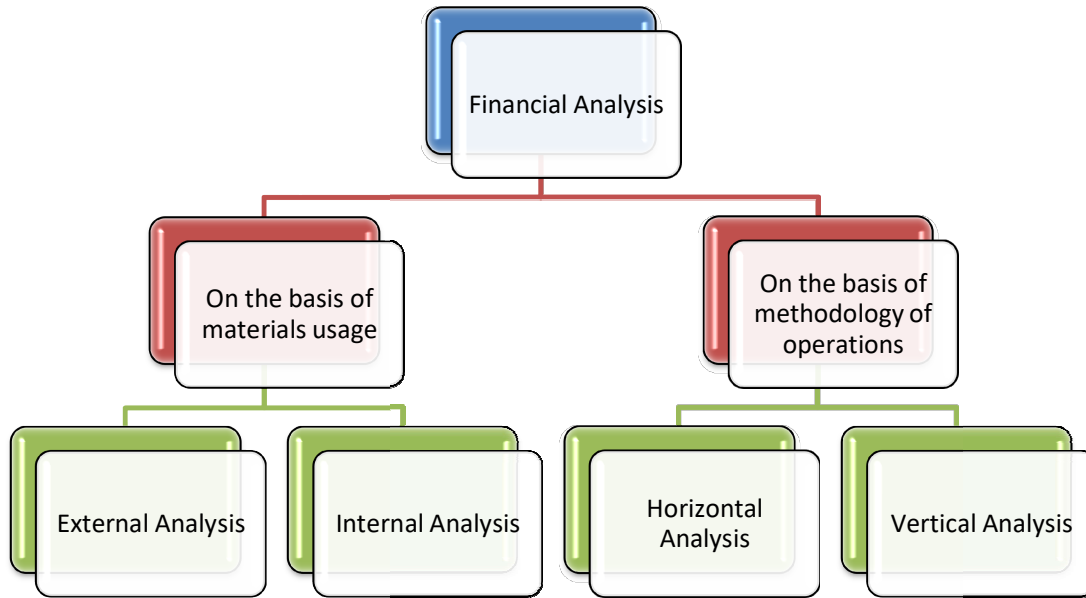 Financial Analysis
On the basis of
materials usage
On the basis of
methodology of
operations
External Analysis
Internal Analysis
Horizontal
Analysis
Vertical Analysis